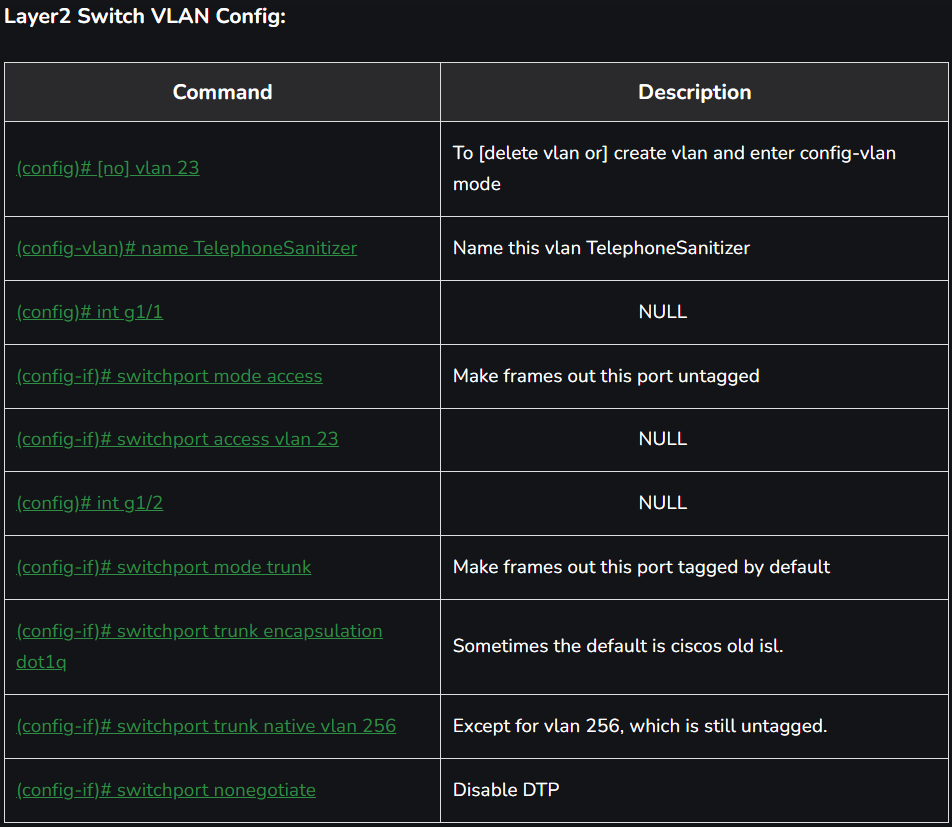 Layer2 Switch VLAN Config:
Command
Description
(config)# [no] vlan 23
To [delete vlan or] create vlan and enter config-vlan
mode
(config-vlan)# name TelephoneSanitizer
Name this vlan TelephoneSanitizer
(config)# int g1/1
NULL
(config-if)# switchport mode access
Make frames out this port untagged
(config-if)# switchport access vlan 23
NULL
(config)# int g1/2
NULL
(config-if)# switchport mode trunk
Make frames out this port tagged by default
(config-if)# switchport trunk encapsulation
dot1q
Sometimes the default is ciscos old isl.
(config-if)# switchport trunk native vlan 256
Except for vlan 256, which is still untagged.
(config-if)# switchport nonegotiate
Disable DTP